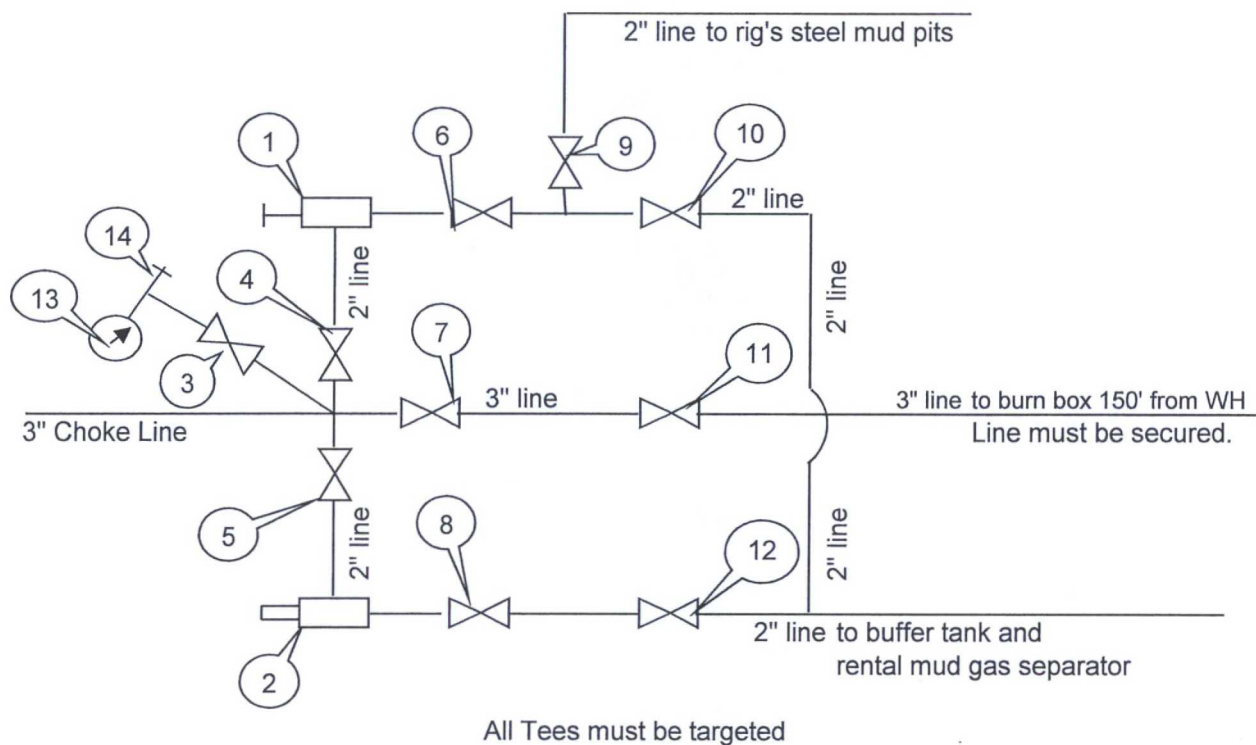 2" line to rig's steel mud pits
1
6
9
10
2" line
14
4
2" line
2" line
13
7
11
3
3" line
3" line to burn box 150' from WH
3" Choke Line
Line must be secured.
5
2" line
8
12
2" line
2
2" line to buffer tank and
rental mud gas separator
All Tees must be targeted